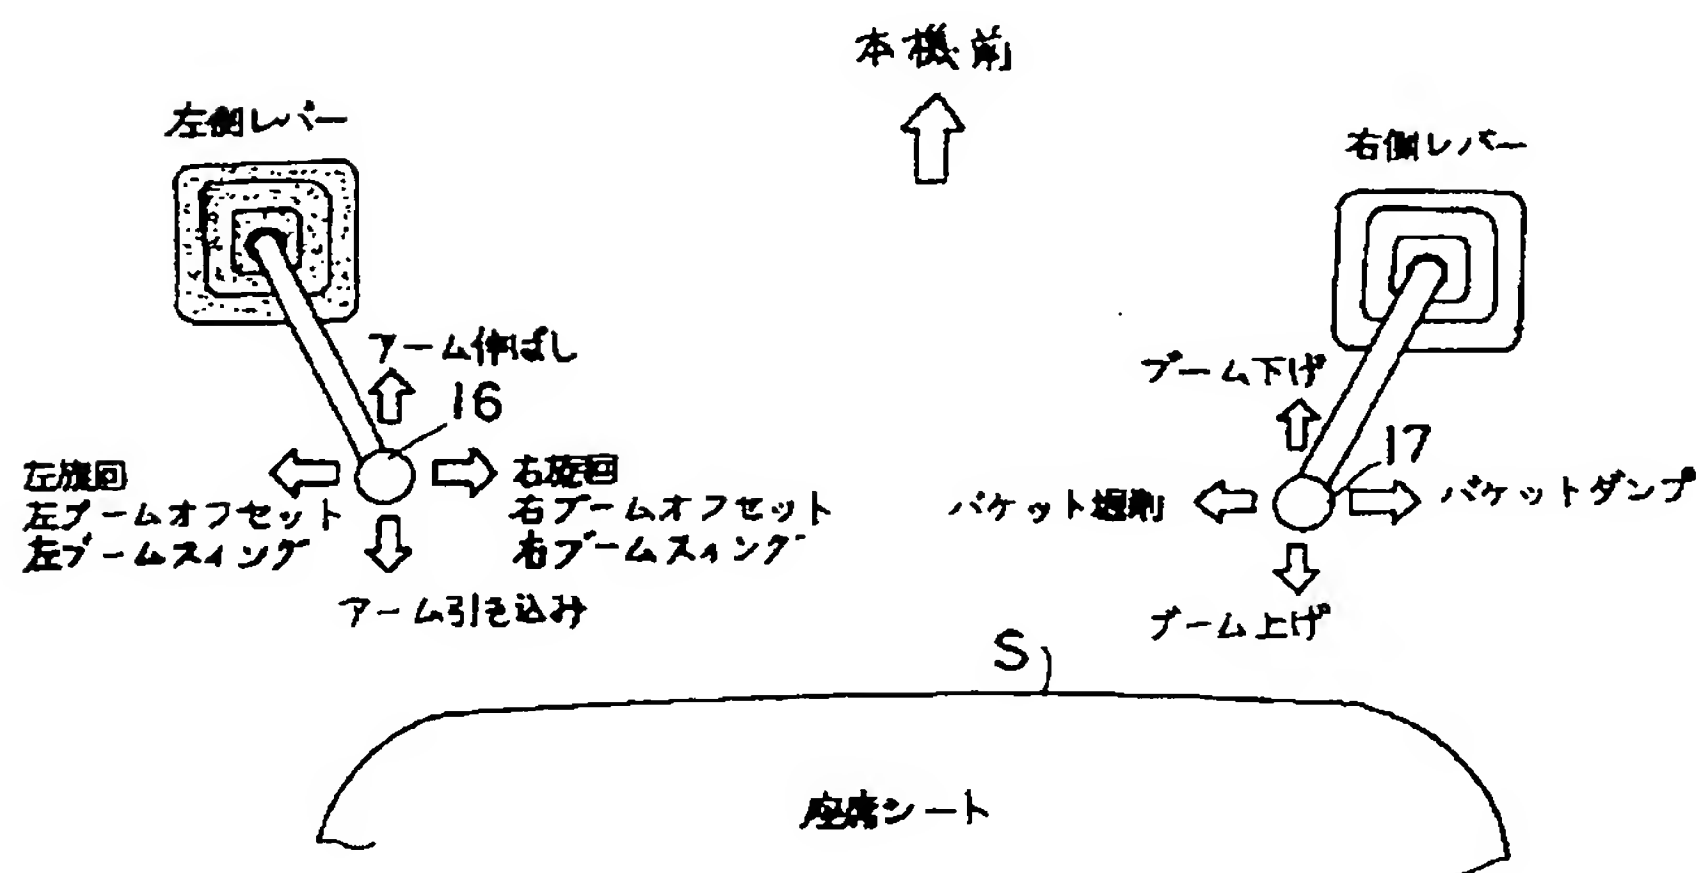 本機前
左側レバー
右側レバー
アーム伸ばし
16
左旋回
左ブームオフセット
左ブームスィング
右旋回
右ブームオフセット
右ブームスィング
アーム引き込み
ブーム下げ
17
バケット掘削
バケットダンプ
ブーム上げ
S
座席シート